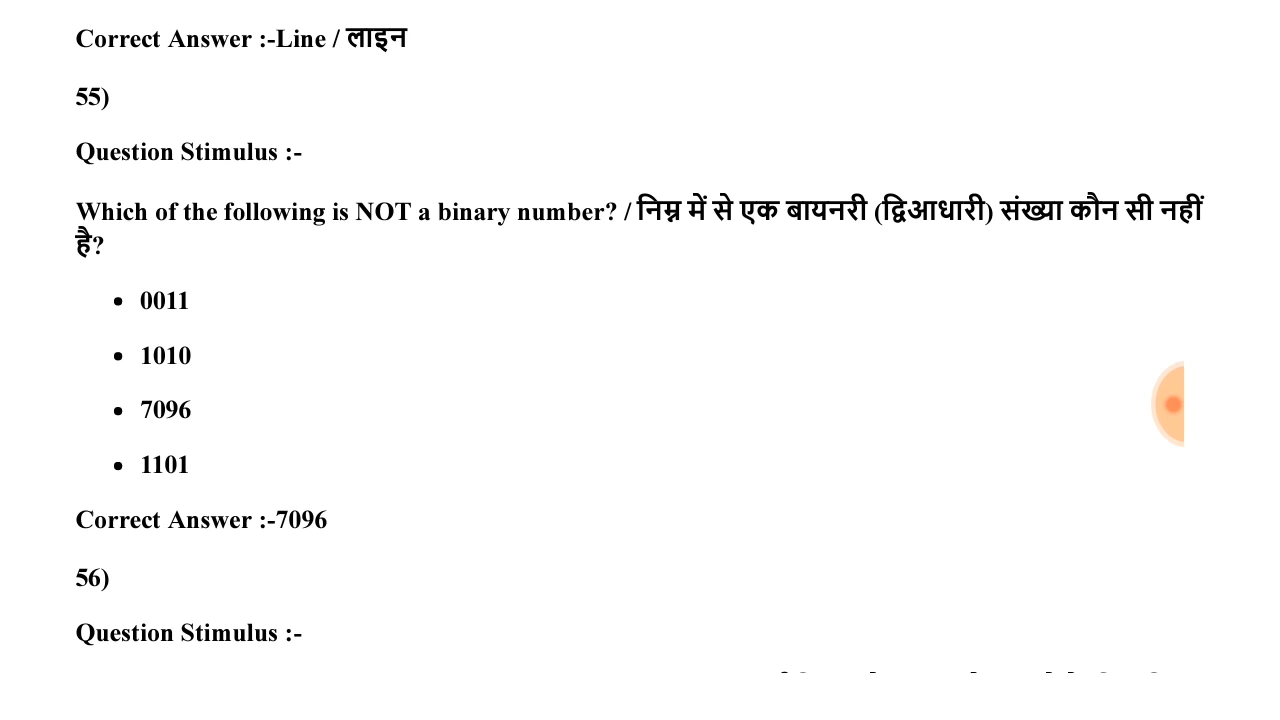 Correct Answer :-Line / लाइन
55)
Question Stimulus :-
Which of the following is NOT a binary number? / निम्न में से एक बायनरी (द्विआधारी) संख्या कौन सी नहीं
है?
• 0011
• 1010
• 7096
• 1101
Correct Answer :-7096
56)
Question Stimulus :-